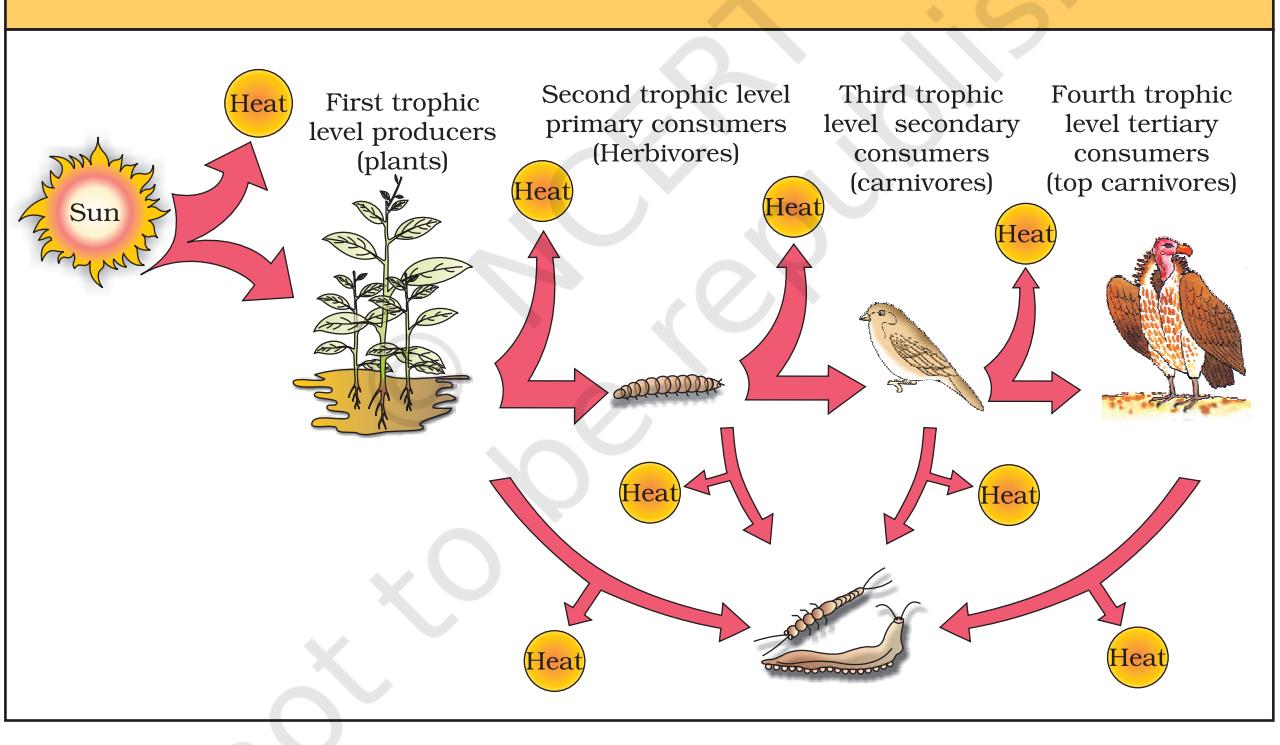 Heat
First trophic
level producers
(plants)
Second trophic level
primary consumers
(Herbivores)
Third trophic
level secondary
consumers
(carnivores)
Fourth trophic
level tertiary
consumers
(top carnivores)
Sun
Heat
Heat
Heat
Heat
Heat
Heat
Heat
© NCERT
not to be republis